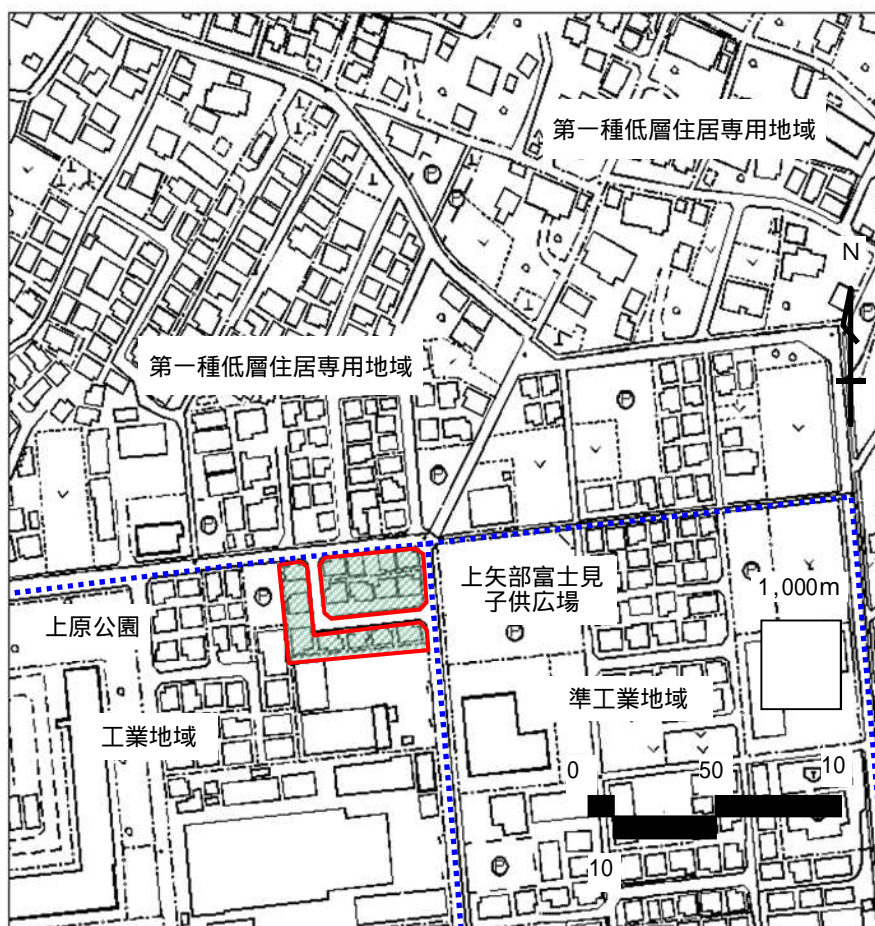 第一種低層住居専用地域
N
第一種低層住居専用地域
上矢部富士見
子供広場
1,000m
上原公園
準工業地域
工業地域
0 50 10
10